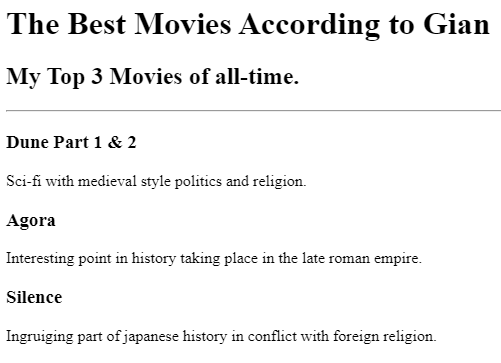 The Best Movies According to Gian
My Top 3 Movies of all-time.
Dune Part 1 & 2
Sci-fi with medieval style politics and religion.
Agora
Interesting point in history taking place in the late roman empire.
Silence
Ingruiging part of japanese history in conflict with foreign religion.